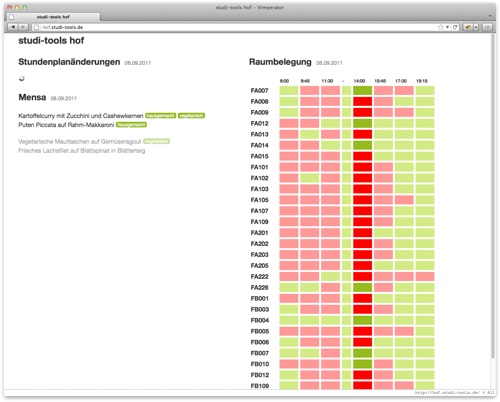 studi-tools hof – Vimperator
studi-tools hof
hof.studi-tools.de
studi-tools hof
Stundenplanänderungen 08.09.2011
Mensa 08.09.2011
Kartoffelcurry mit Zucchini und Cashewkernen hausgemacht vegetarisch
Puten Piccata auf Rahm-Makkaroni hausgemacht
Vegetarische Maultaschen auf Gemüseragout vegetarisch
Frisches Lachsfilet auf Blattspinat in Blätterteig
Raumbelegung 08.09.2011
8:00 9:45 11:30 - 14:00 15:45 17:30 19:15
FA007
FA008
FA009
FA012
FA013
FA014
FA015
FA101
FA102
FA103
FA105
FA107
FA109
FA201
FA202
FA203
FA205
FA222
FA226
FB001
FB003
FB004
FB005
FB006
FB007
FB010
FB012
FB109
http://hof.studi-tools.de/ < All